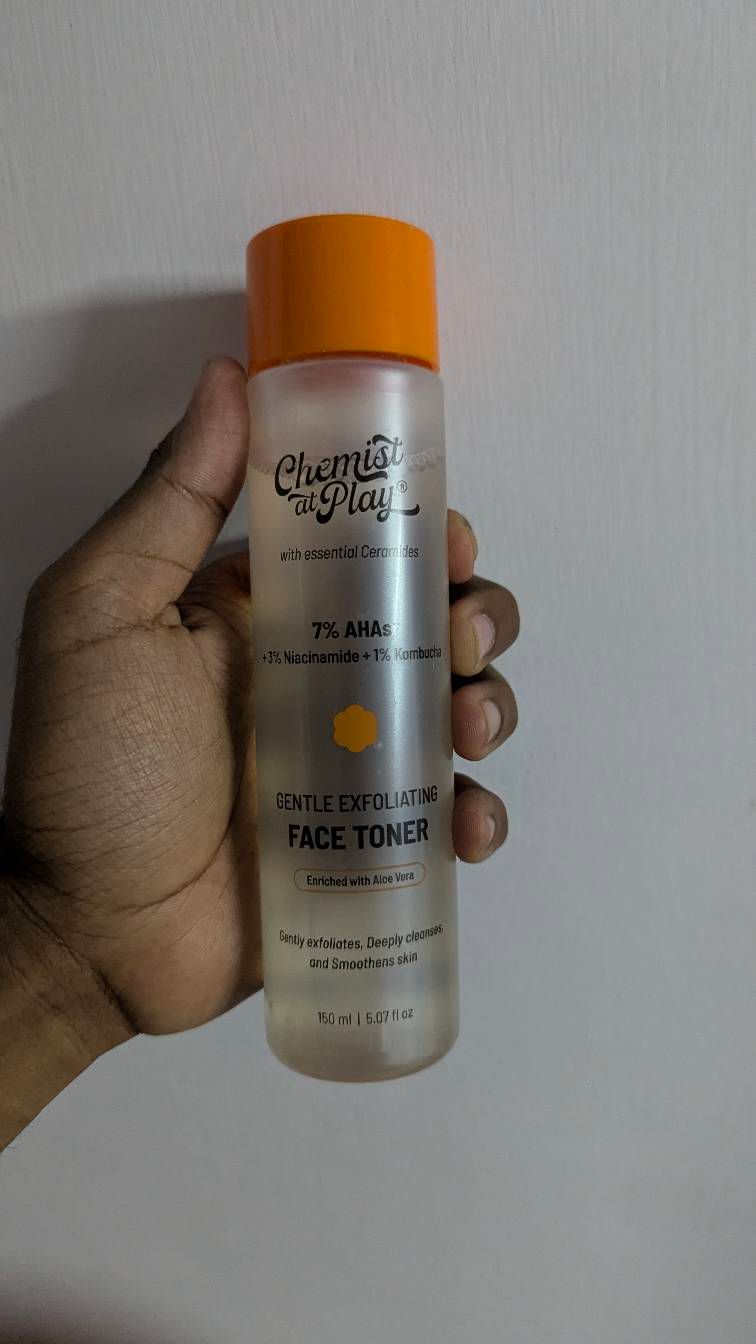 Chemist
at Play®
with essential Ceramides
7% AHAs
+3% Niacinamide + 1% Kombucha
GENTLE EXFOLIATING
FACE TONER
Enriched with Aloe Vera
Gently exfoliates, Deeply cleanses,
and Smoothens skin
150 ml | 5.07 fl oz